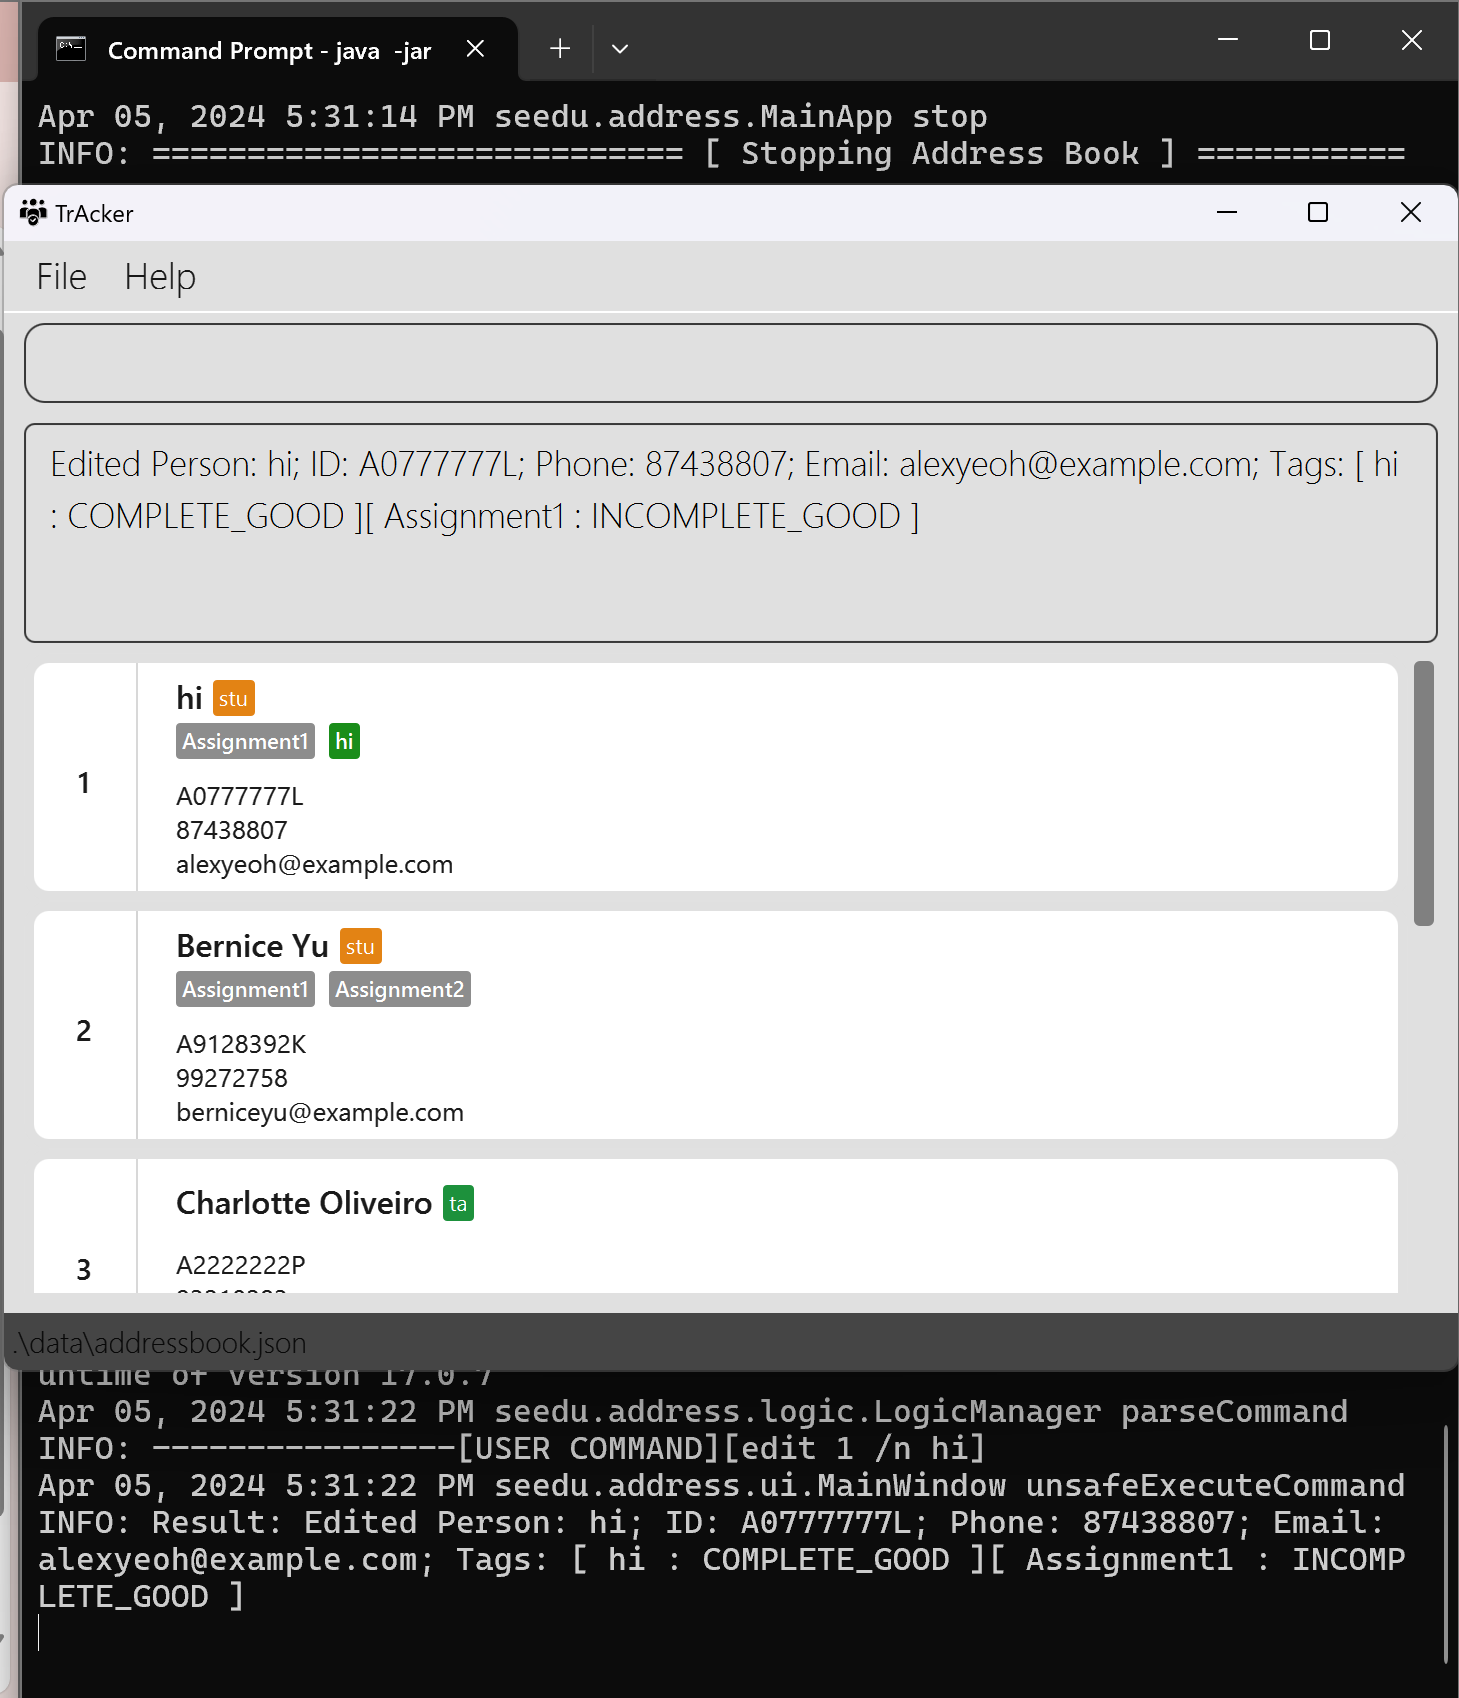 Command Prompt - java  -jar
Apr 05, 2024 5:31:14 PM seedu.address.MainApp stop
INFO: ============================ [ Stopping Address Book ] ===========
TrAcker
File Help
Edited Person: hi; ID: A0777777L; Phone: 87438807; Email: alexyeoh@example.com; Tags: [ hi
: COMPLETE_GOOD ][ Assignment1 : INCOMPLETE_GOOD ]
hi stu
Assignment1 hi
1
A0777777L
87438807
alexyeoh@example.com
Bernice Yu stu
Assignment1 Assignment2
2
A9128392K
99272758
berniceyu@example.com
Charlotte Oliveiro ta
A2222222P
3
.\data\addressbook.json
untime of version 17.0.7
Apr 05, 2024 5:31:22 PM seedu.address.logic.LogicManager parseCommand
INFO: ----------------[USER COMMAND][edit 1 /n hi]
Apr 05, 2024 5:31:22 PM seedu.address.ui.MainWindow unsafeExecuteCommand
INFO: Result: Edited Person: hi; ID: A0777777L; Phone: 87438807; Email:
alexyeoh@example.com; Tags: [ hi : COMPLETE_GOOD ][ Assignment1 : INCOMP
LETE_GOOD ]